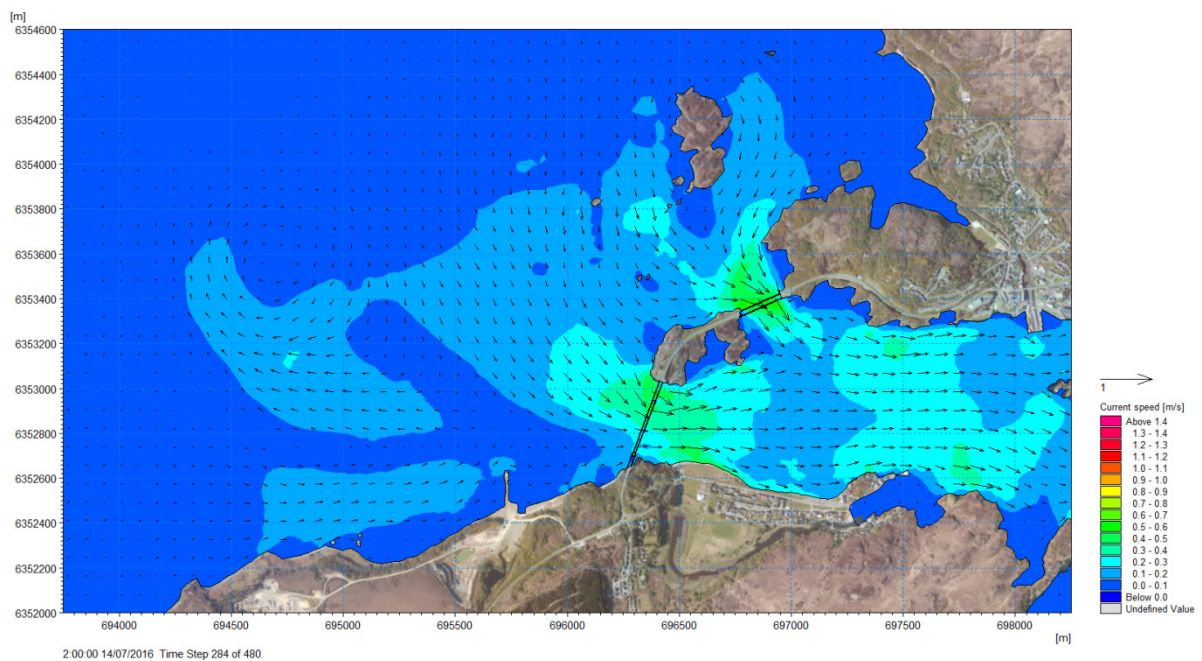 [m]
6354600
6354400
6354200
6354000
6353800
6353600
6353400
6353200
6353000
6352800
6352600
6352400
6352200
6352000
694000 694500 695000 695500 696000 696500 697000 697500 698000
[m]
2:00:00 14/07/2016 Time Step 284 of 480.
1
Current speed [m/s]
Above 1.4
1.3 - 1.4
1.2 - 1.3
1.1 - 1.2
1.0 - 1.1
0.9 - 1.0
0.8 - 0.9
0.7 - 0.8
0.6 - 0.7
0.5 - 0.6
0.4 - 0.5
0.3 - 0.4
0.2 - 0.3
0.1 - 0.2
0.0 - 0.1
Below 0.0
Undefined Value